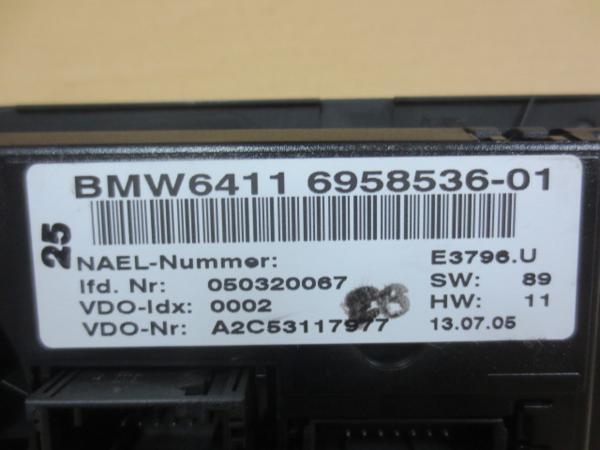 BMW6411 6958536-01
25
NAEL-Nummer: E3796.U
lfd. Nr: 050320067 SW: 89
VDO-Idx: 0002 HW: 11
VDO-Nr: A2C53117977 13.07.05